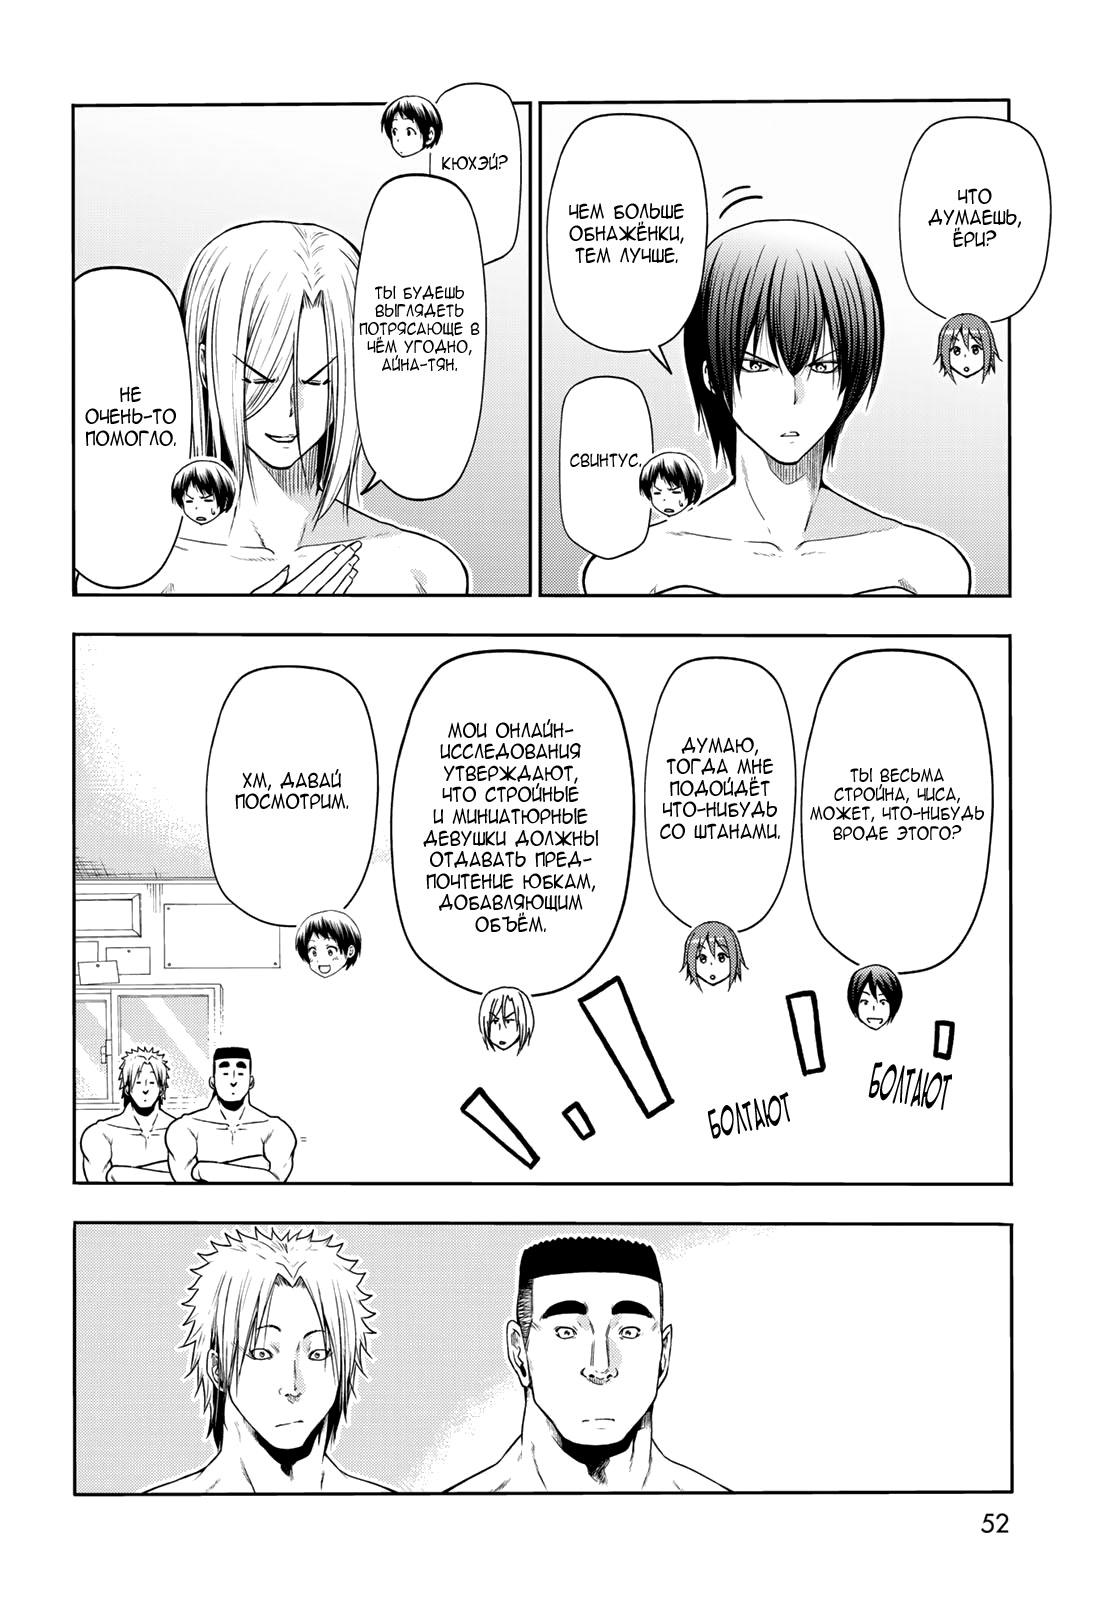 ЧТО
ДУМАЕШЬ,
ЁРИ?
ЧЕМ БОЛЬШЕ
ОБНАЖЁНКИ,
ТЕМ ЛУЧШЕ.
СВИНТУС.
КЮХЭЙ?
ТЫ БУДЕШЬ
ВЫГЛЯДЕТЬ
ПОТРЯСАЮЩЕ В
ЧЁМ УГОДНО,
АЙНА-ТЯН.
НЕ
ОЧЕНЬ-ТО
ПОМОГЛО.
ТЫ ВЕСЬМА
СТРОЙНА, ЧИСА,
МОЖЕТ, ЧТО-НИБУДЬ
ВРОДЕ ЭТОГО?
ДУМАЮ,
ТОГДА МНЕ
ПОДОЙДЁТ
ЧТО-НИБУДЬ
СО ШТАНАМИ.
МОИ ОНЛАЙН-
ИССЛЕДОВАНИЯ
УТВЕРЖДАЮТ,
ЧТО СТРОЙНЫЕ
И МИНИАТЮРНЫЕ
ДЕВУШКИ ДОЛЖНЫ
ОТДАВАТЬ ПРЕД-
ПОЧТЕНИЕ ЮБКАМ,
ДОБАВЛЯЮЩИМ
ОБЪЁМ.
ХМ, ДАВАЙ
ПОСМОТРИМ.
БОЛТАЮТ
БОЛТАЮТ
52